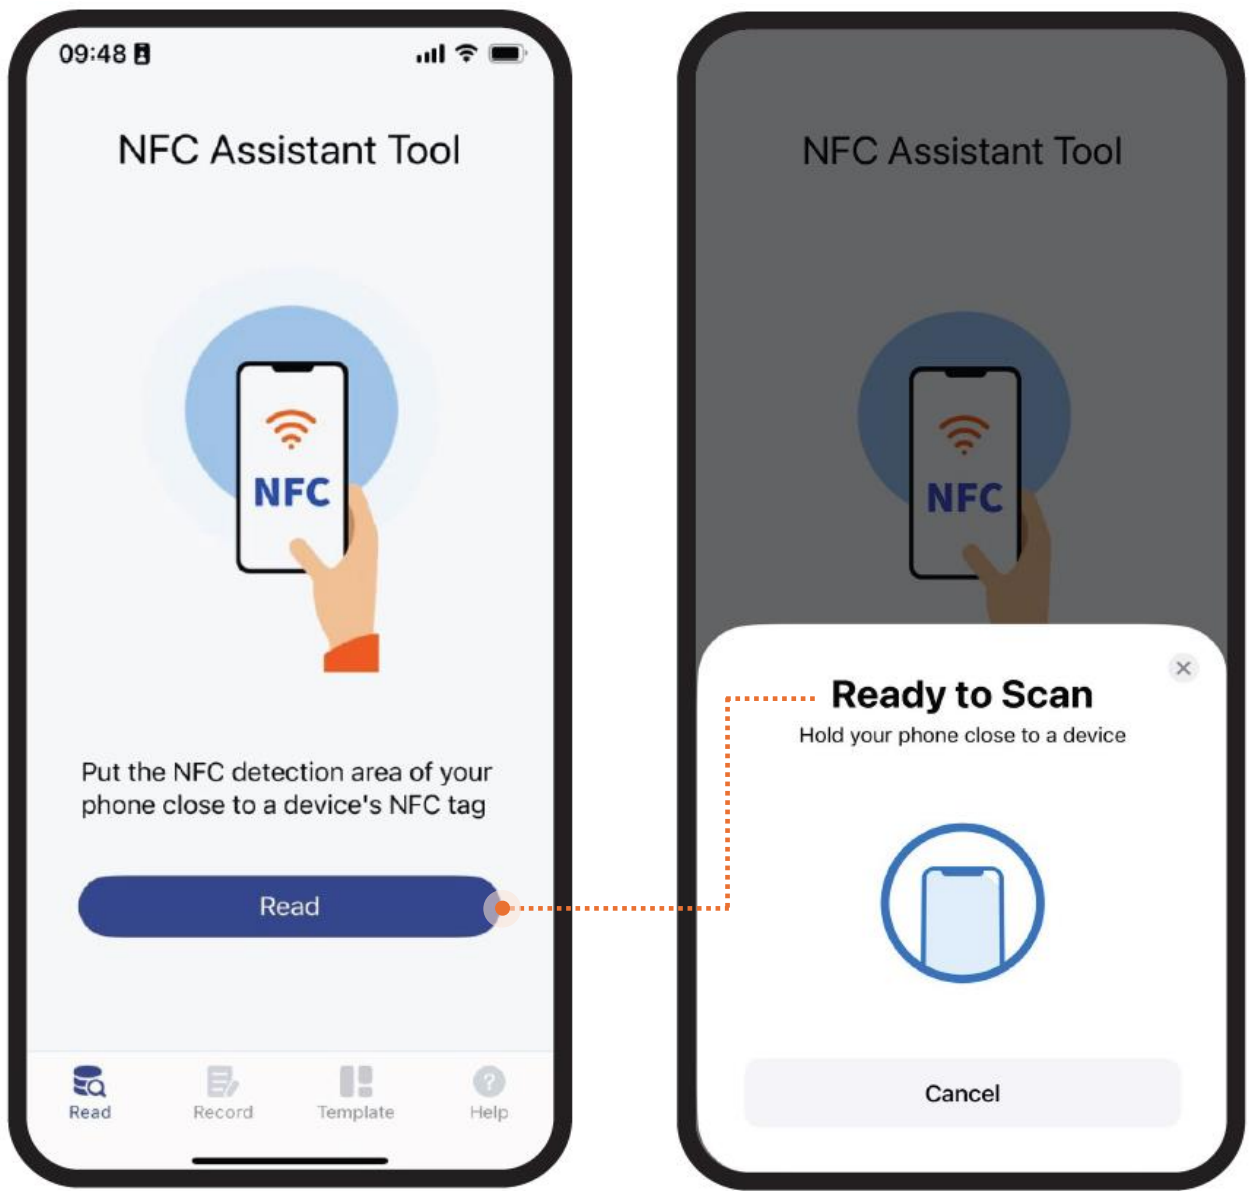 09:48
NFC Assistant Tool
NFC
Put the NFC detection area of your
phone close to a device's NFC tag
Read
Read
Record
Template
Help
NFC Assistant Tool
NFC
Ready to Scan
Hold your phone close to a device
Cancel